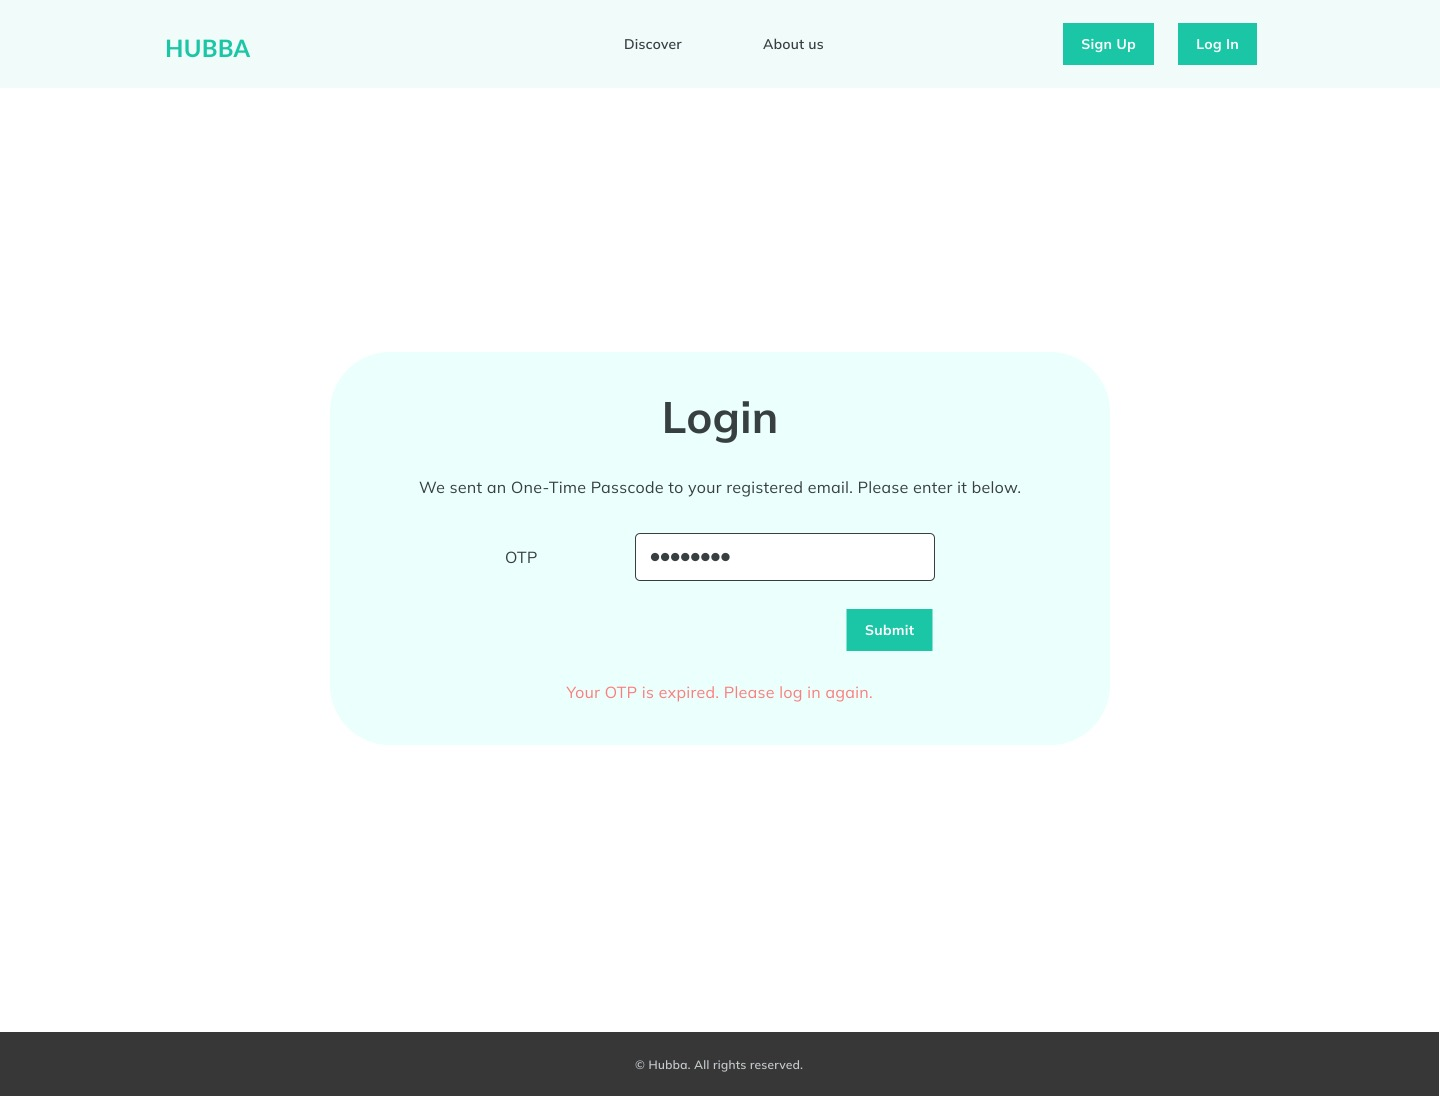 HUBBA
Discover
About us
Sign Up
Log In
Login
We sent an One-Time Passcode to your registered email. Please enter it below.
OTP
●●●●●●●●
Submit
Your OTP is expired. Please log in again.
© Hubba. All rights reserved.